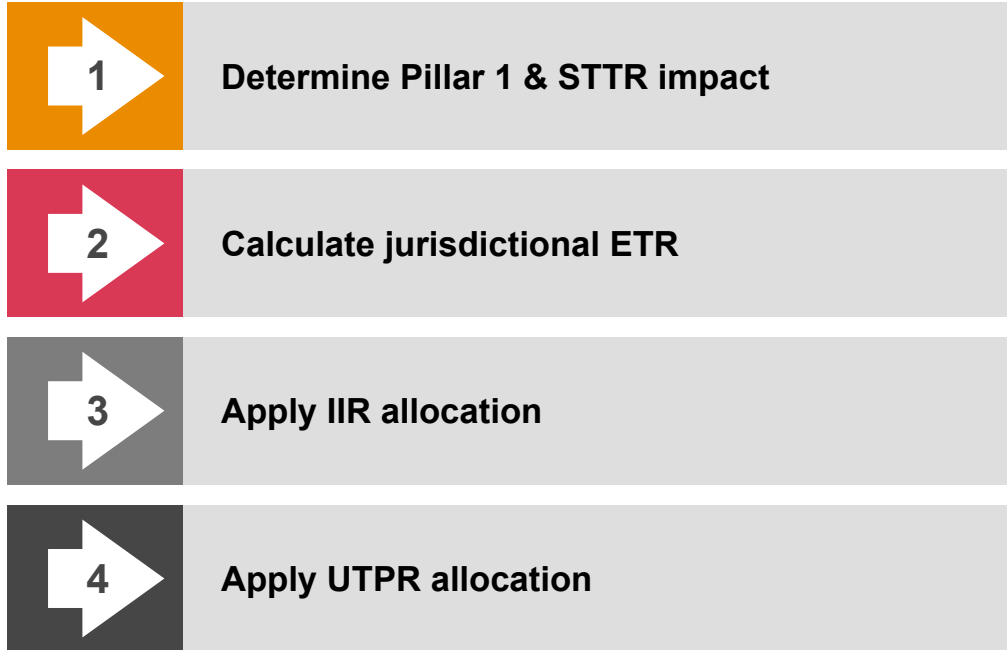 1
Determine Pillar 1 & STTR impact
2
Calculate jurisdictional ETR
3
Apply IIR allocation
4
Apply UTPR allocation